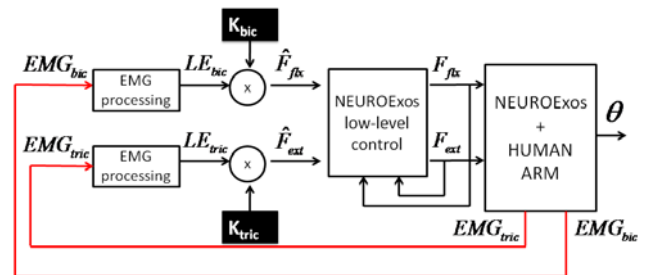 K_bic
EMG_bic
EMG
processing
LE_bic
x
F̂_flx
EMG_tric
EMG
processing
LE_tric
x
F̂_ext
K_tric
NEUROExos
low-level
control
F_flx
F_ext
NEUROExos
+
HUMAN
ARM
θ
EMG_tric
EMG_bic